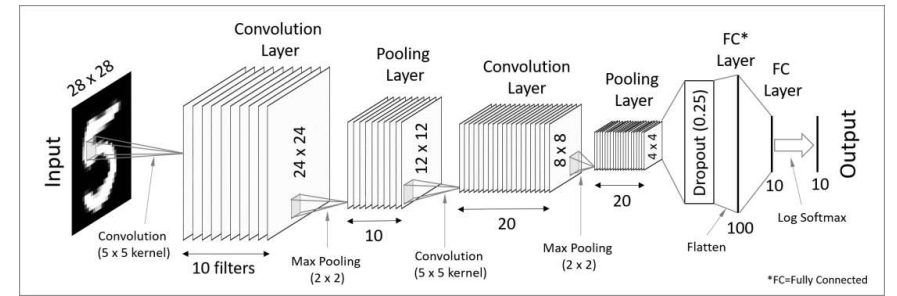 Convolution
Layer
Pooling
Layer
Convolution
Layer
Pooling
Layer
FC*
Layer
FC
Layer
28 x 28
Input
24 x 24
12 x 12
8 x 8
4 x 4
Dropout (0.25)
Output
Convolution
(5 x 5 kernel)
10 filters
Max Pooling
(2 x 2)
10
Convolution
(5 x 5 kernel)
20
Max Pooling
(2 x 2)
20
Flatten
100
10
Log Softmax
10
*FC=Fully Connected